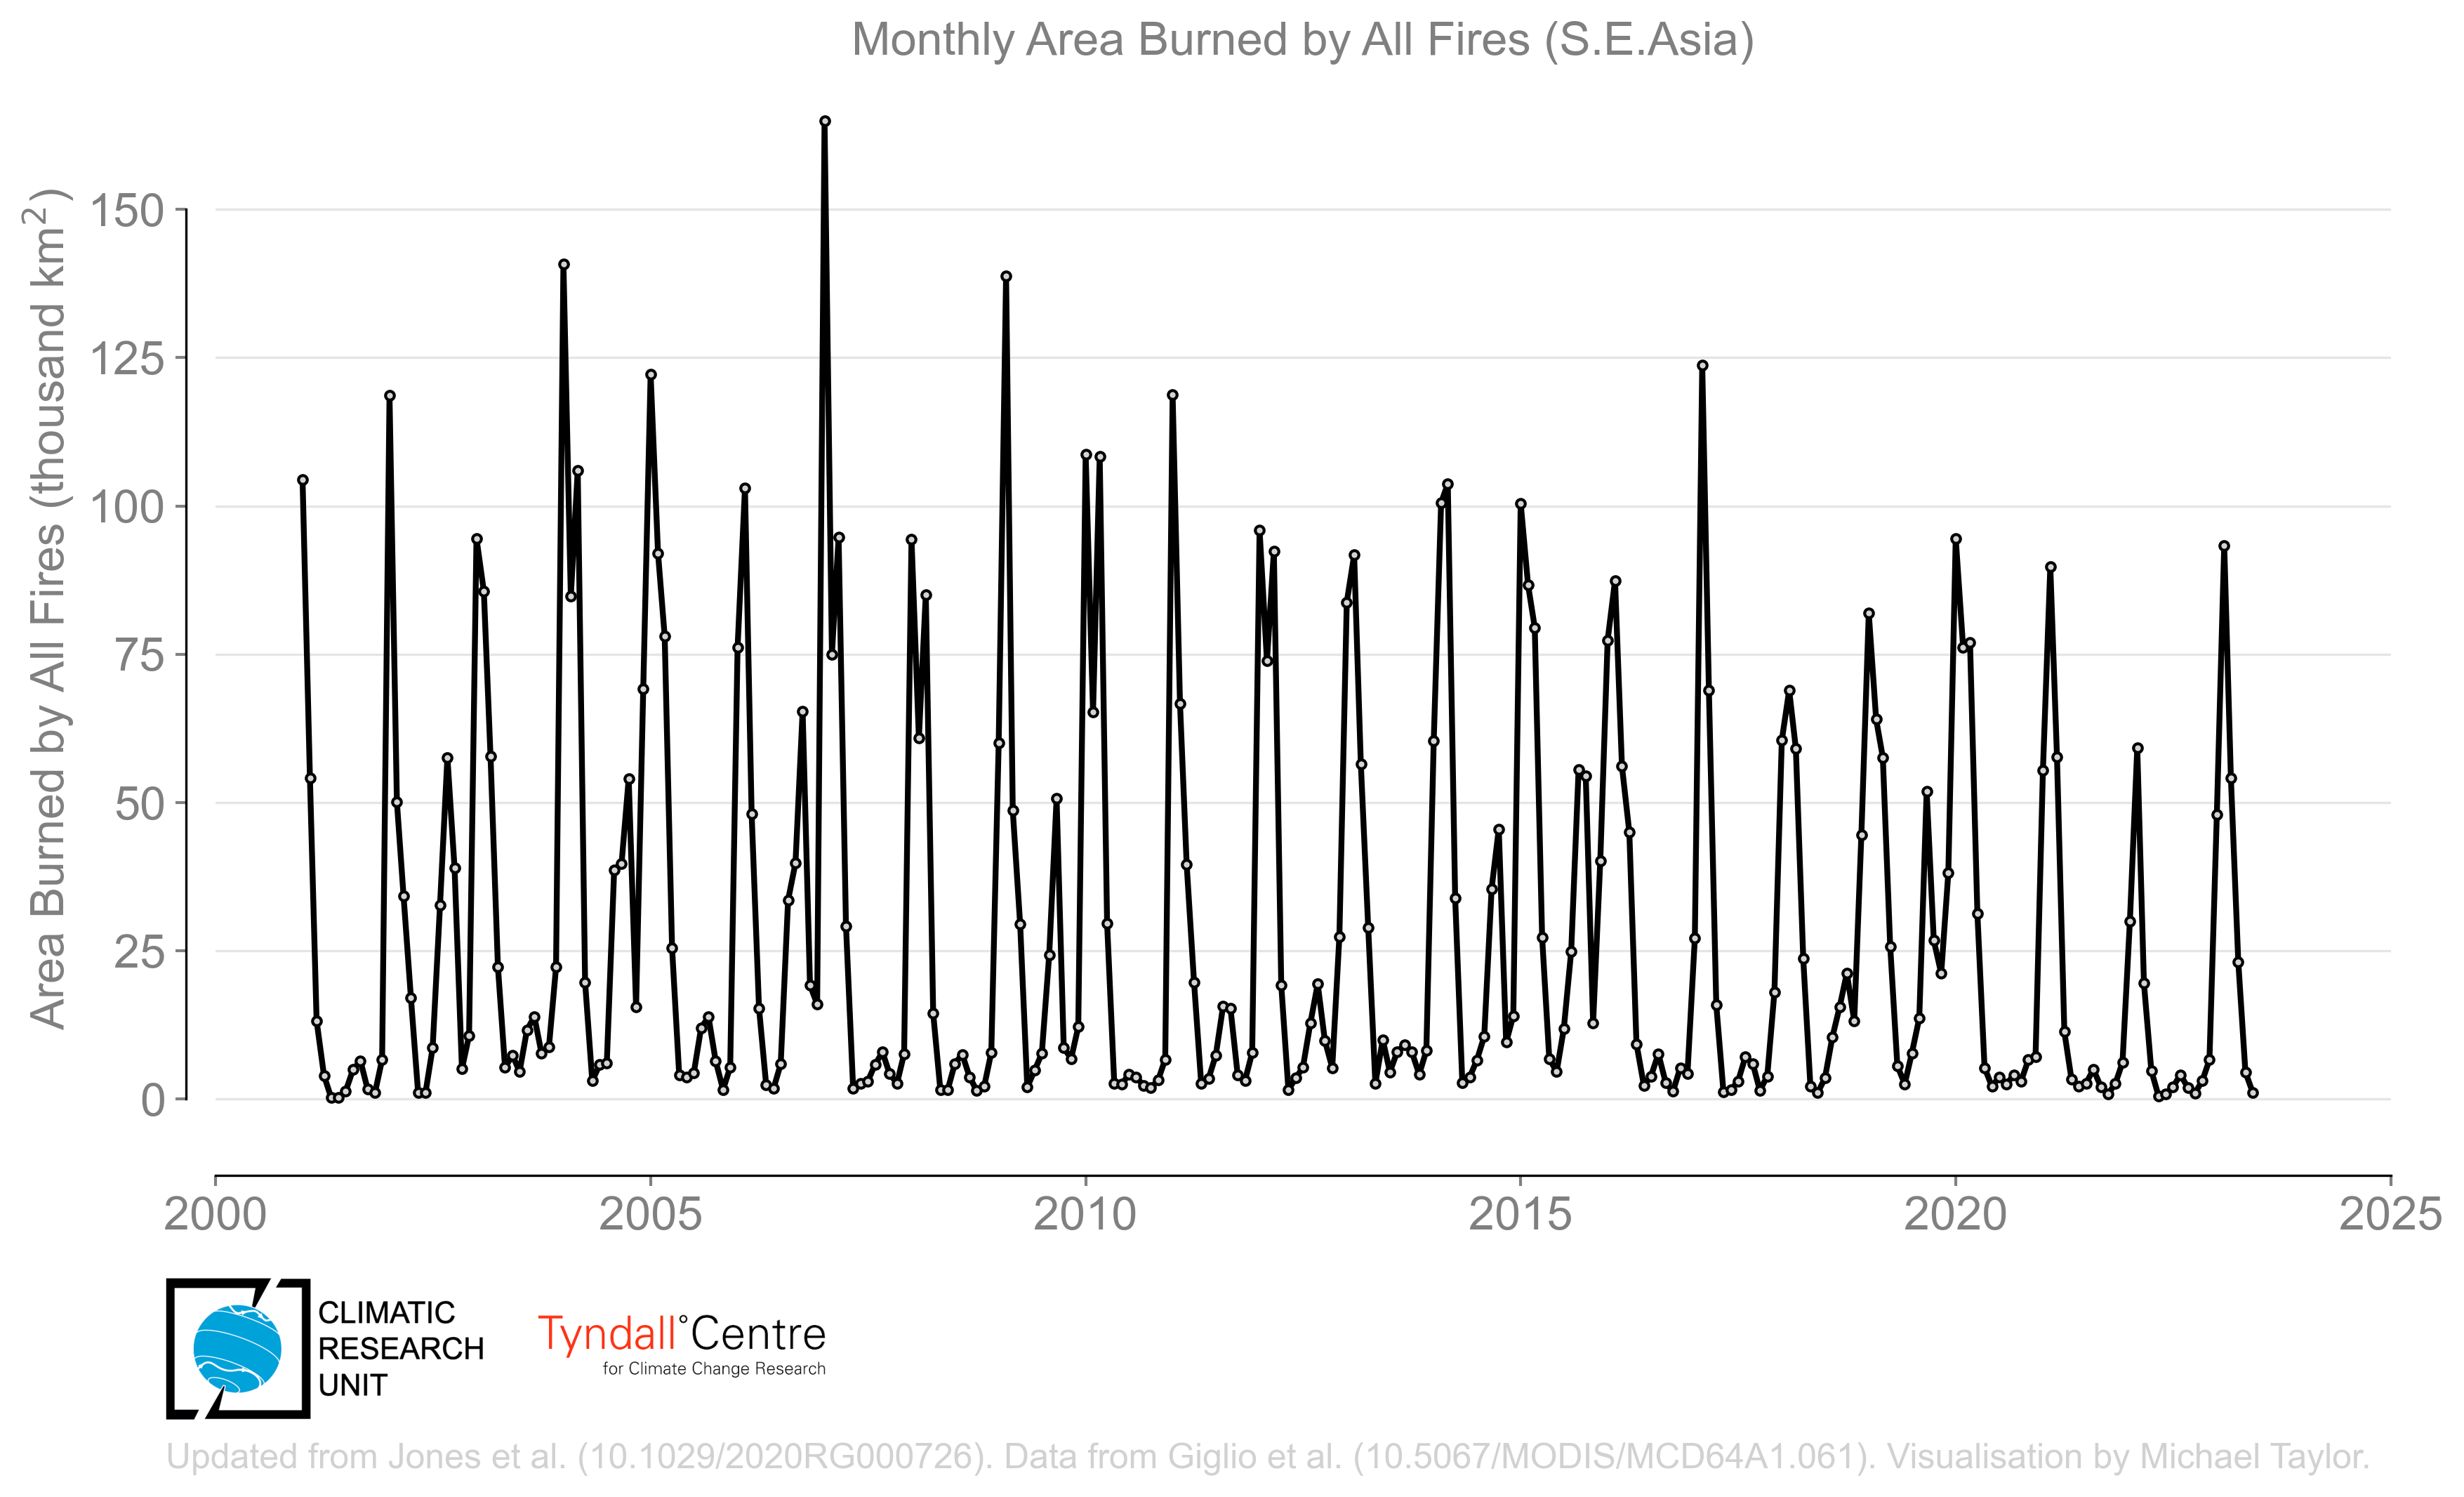 Monthly Area Burned by All Fires (S.E.Asia)
Area Burned by All Fires (thousand km²)
150
125
100
75
50
25
0
2000 2005 2010 2015 2020 2025
CLIMATIC
RESEARCH
UNIT
Tyndall°Centre
for Climate Change Research
Updated from Jones et al. (10.1029/2020RG000726). Data from Giglio et al. (10.5067/MODIS/MCD64A1.061). Visualisation by Michael Taylor.